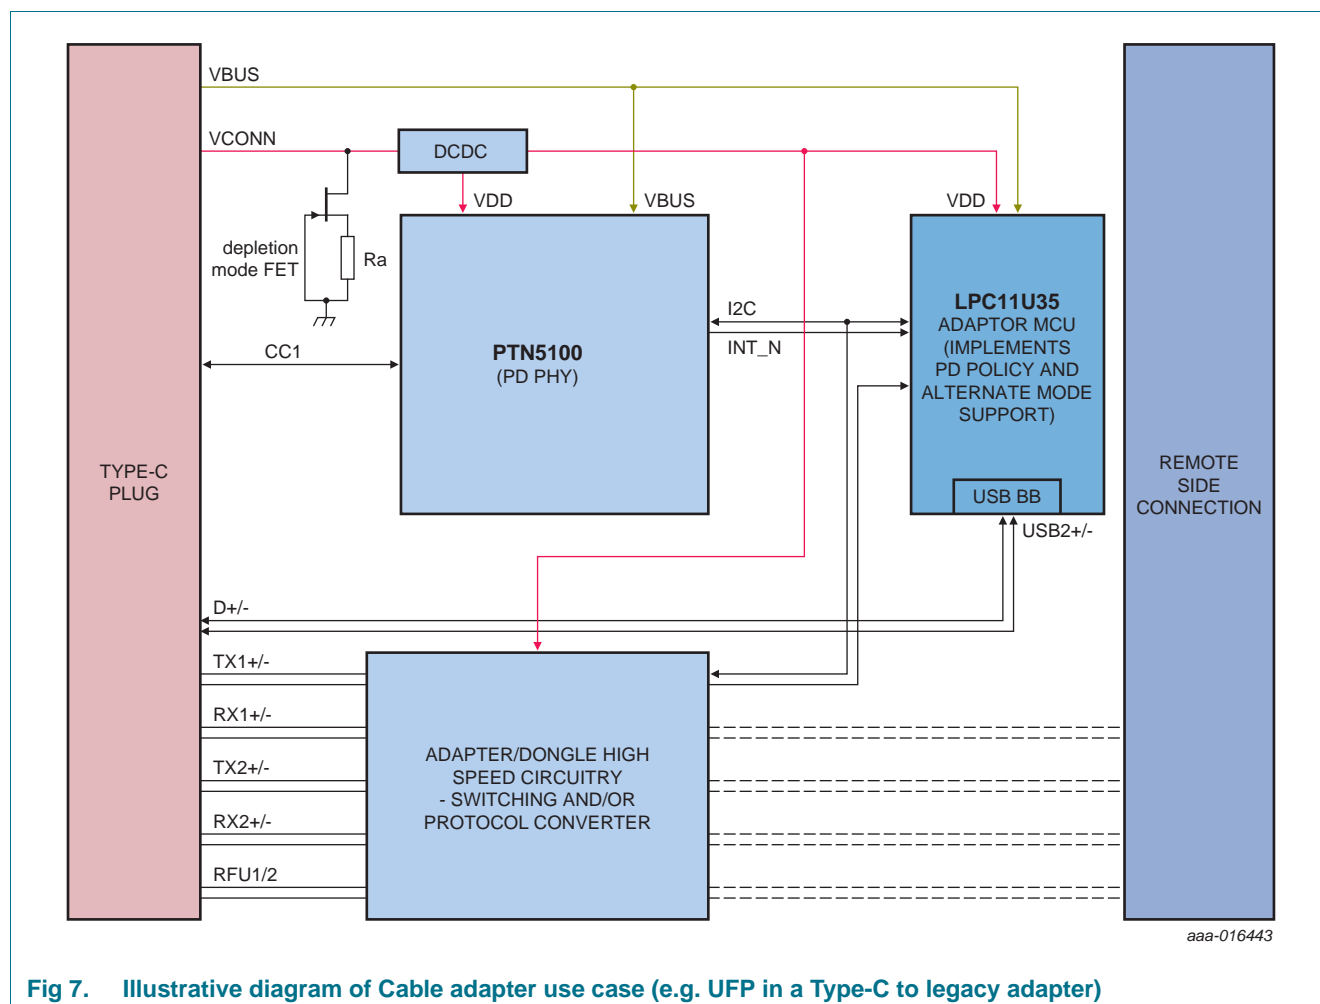 VBUS
VCONN
DCDC
VDD
VBUS
VDD
depletion
mode FET
Ra
I2C
INT_N
CC1
PTN5100
(PD PHY)
LPC11U35
ADAPTOR MCU
(IMPLEMENTS
PD POLICY AND
ALTERNATE MODE
SUPPORT)
USB BB
USB2+/-
TYPE-C
PLUG
REMOTE
SIDE
CONNECTION
D+/-
TX1+/-
RX1+/-
TX2+/-
RX2+/-
RFU1/2
ADAPTER/DONGLE HIGH
SPEED CIRCUITRY
- SWITCHING AND/OR
PROTOCOL CONVERTER
aaa-016443
Fig 7. Illustrative diagram of Cable adapter use case (e.g. UFP in a Type-C to legacy adapter)